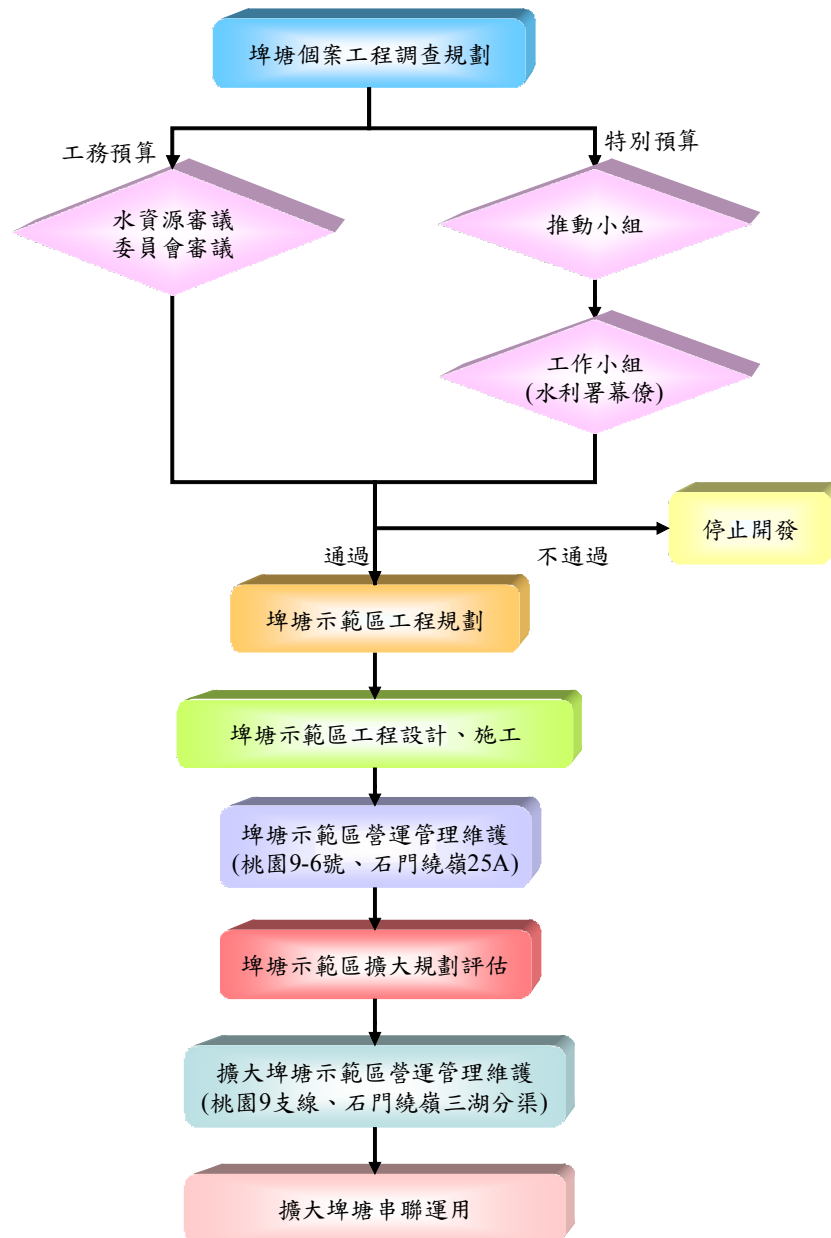 埤塘個案工程調查規劃
工務預算
特別預算
水資源審議
委員會審議
推動小組
工作小組
(水利署幕僚)
停止開發
通過
不通過
埤塘示範區工程規劃
埤塘示範區工程設計、施工
埤塘示範區營運管理維護
(桃園9-6號、石門繞嶺25A)
埤塘示範區擴大規劃評估
擴大埤塘示範區營運管理維護
(桃園9支線、石門繞嶺三湖分渠)
擴大埤塘串聯運用